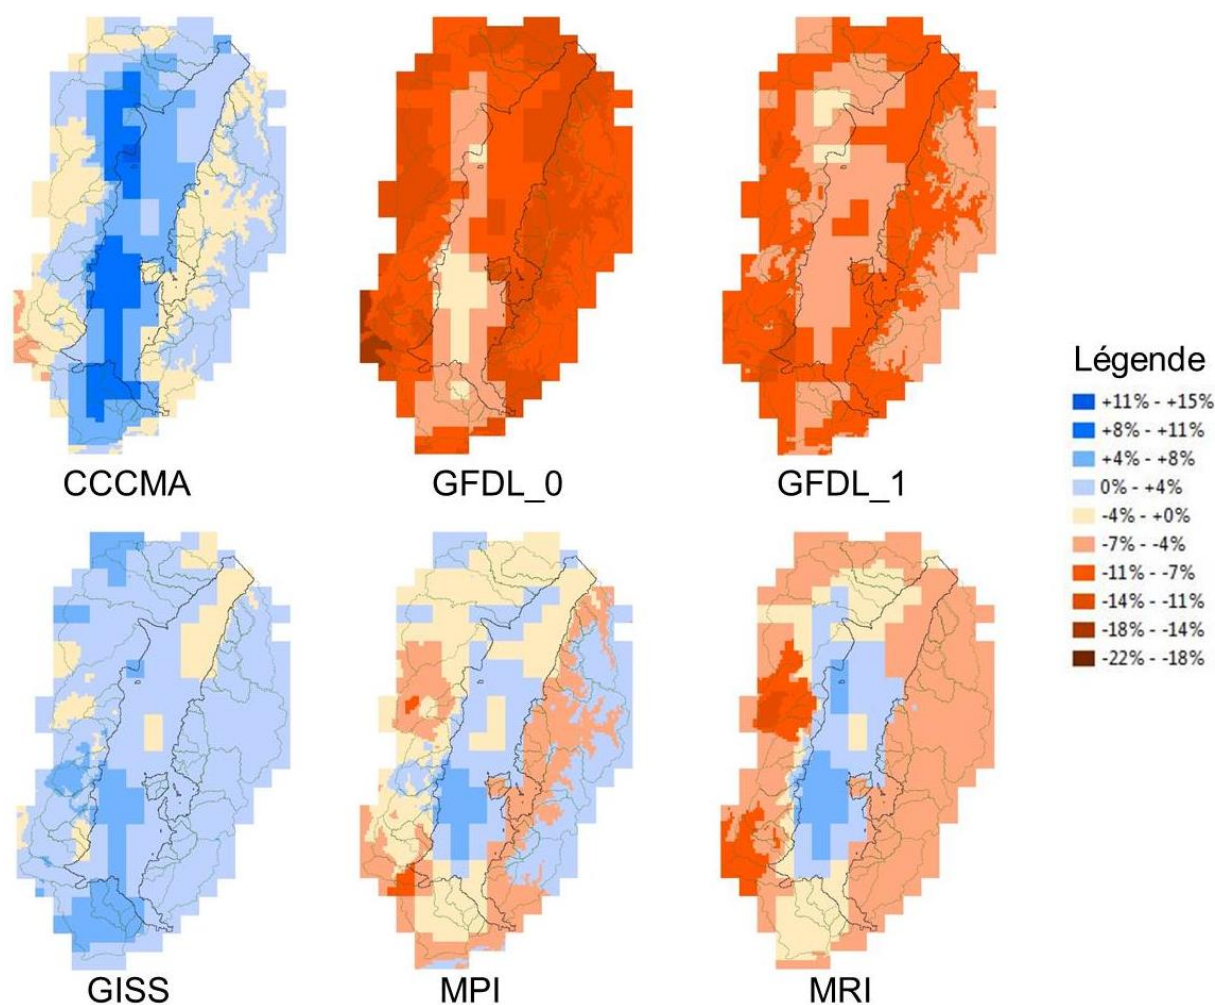 CCCMA
GFDL_0
GFDL_1
Légende
+11% - +15%
+8% - +11%
+4% - +8%
0% - +4%
-4% - +0%
-7% - -4%
-11% - -7%
-14% - -11%
-18% - -14%
-22% - -18%
GISS
MPI
MRI